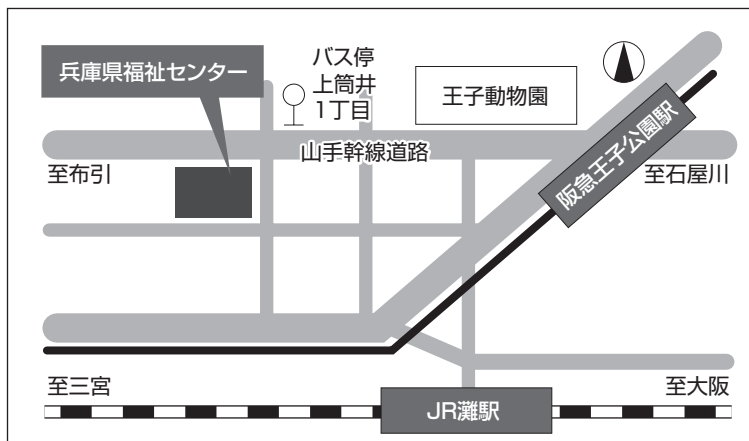 兵庫県福祉センター
バス停
上筒井
1丁目
王子動物園
山手幹線道路
至布引
阪急王子公園駅
至石屋川
至三宮
至大阪
JR灘駅